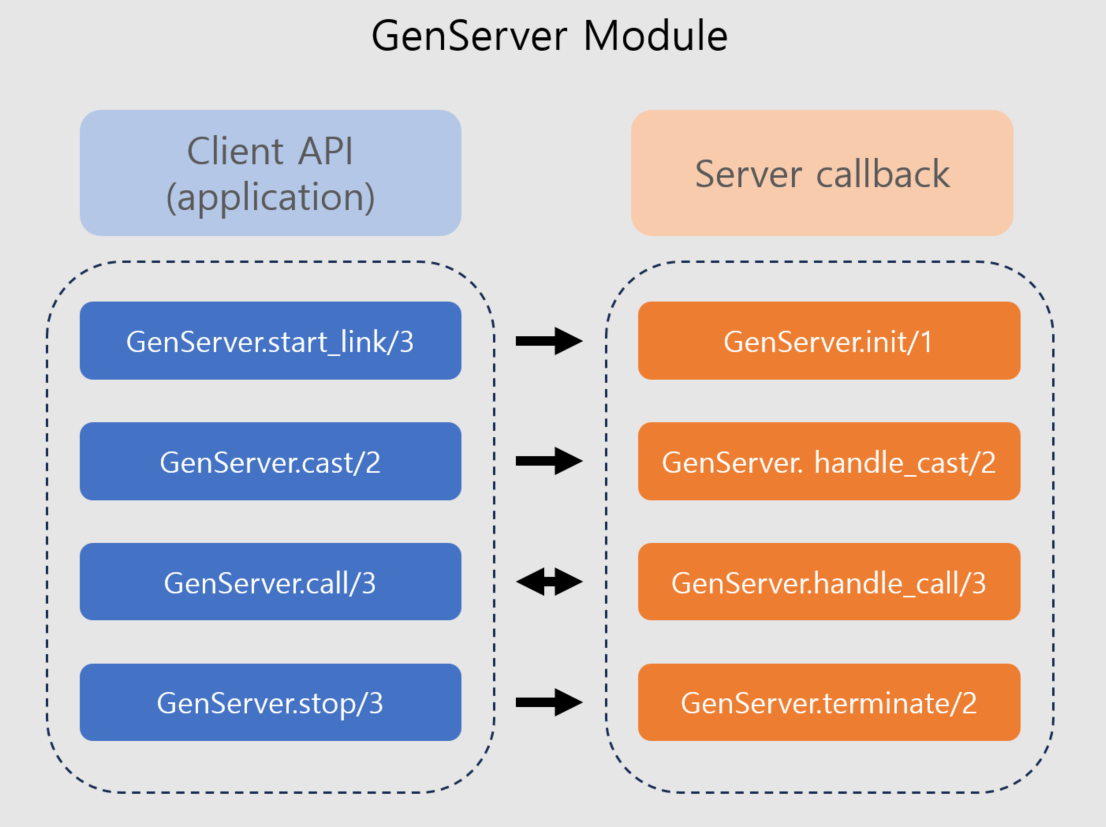 GenServer Module
Client API
(application)
Server callback
GenServer.start_link/3
GenServer.init/1
GenServer.cast/2
GenServer. handle_cast/2
GenServer.call/3
GenServer.handle_call/3
GenServer.stop/3
GenServer.terminate/2